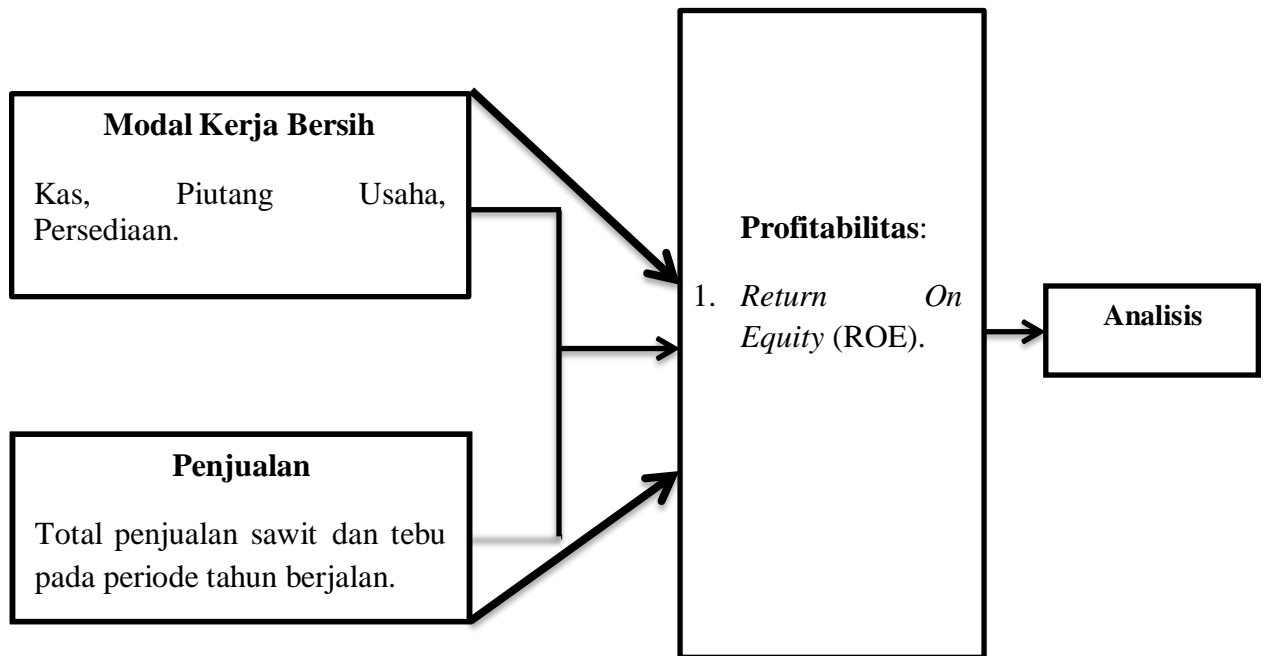 Modal Kerja Bersih
Kas, Piutang Usaha,
Persediaan.
Penjualan
Total penjualan sawit dan tebu
pada periode tahun berjalan.
Profitabilitas:
1. Return On
Equity (ROE).
Analisis